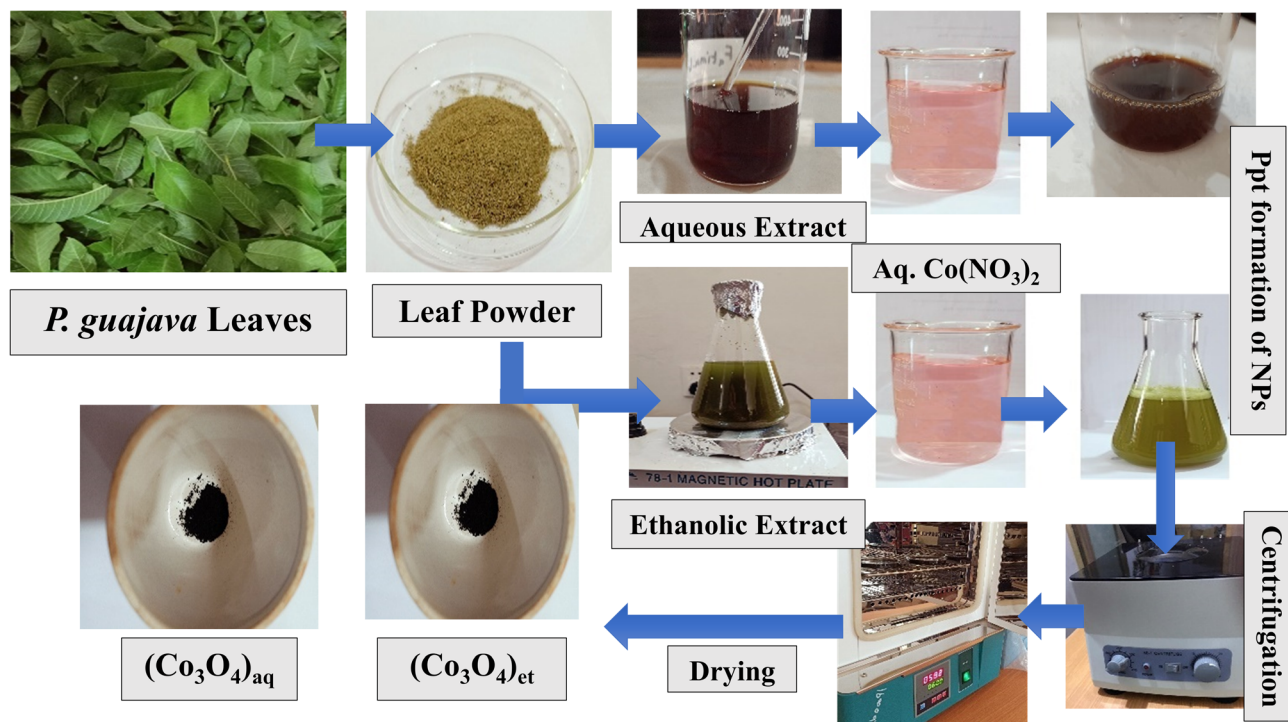 P. guajava Leaves
Leaf Powder
Aqueous Extract
Aq. Co(NO₃)₂
Ppt formation of NPs
78-1 MAGNETIC HOT PLATE
Ethanolic Extract
Centrifugation
Drying
(Co₃O₄)et
(Co₃O₄)aq